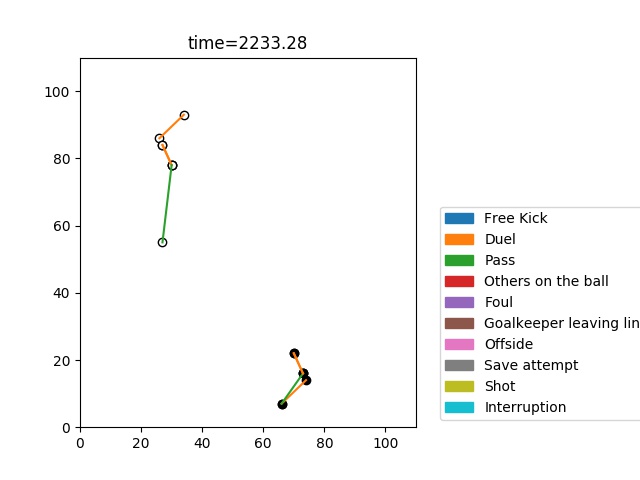 time=2233.28
100
80
60
40
20
0
0 20 40 60 80 100
Free Kick
Duel
Pass
Others on the ball
Foul
Goalkeeper leaving lin
Offside
Save attempt
Shot
Interruption